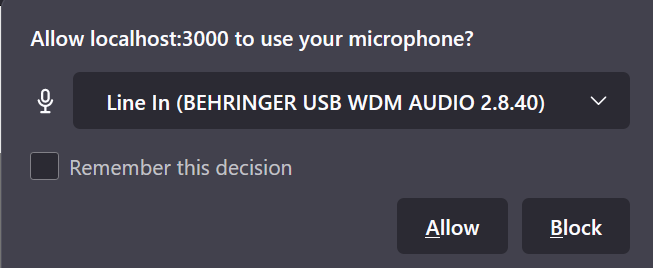 Allow localhost:3000 to use your microphone?
Line In (BEHRINGER USB WDM AUDIO 2.8.40)
Remember this decision
Allow Block